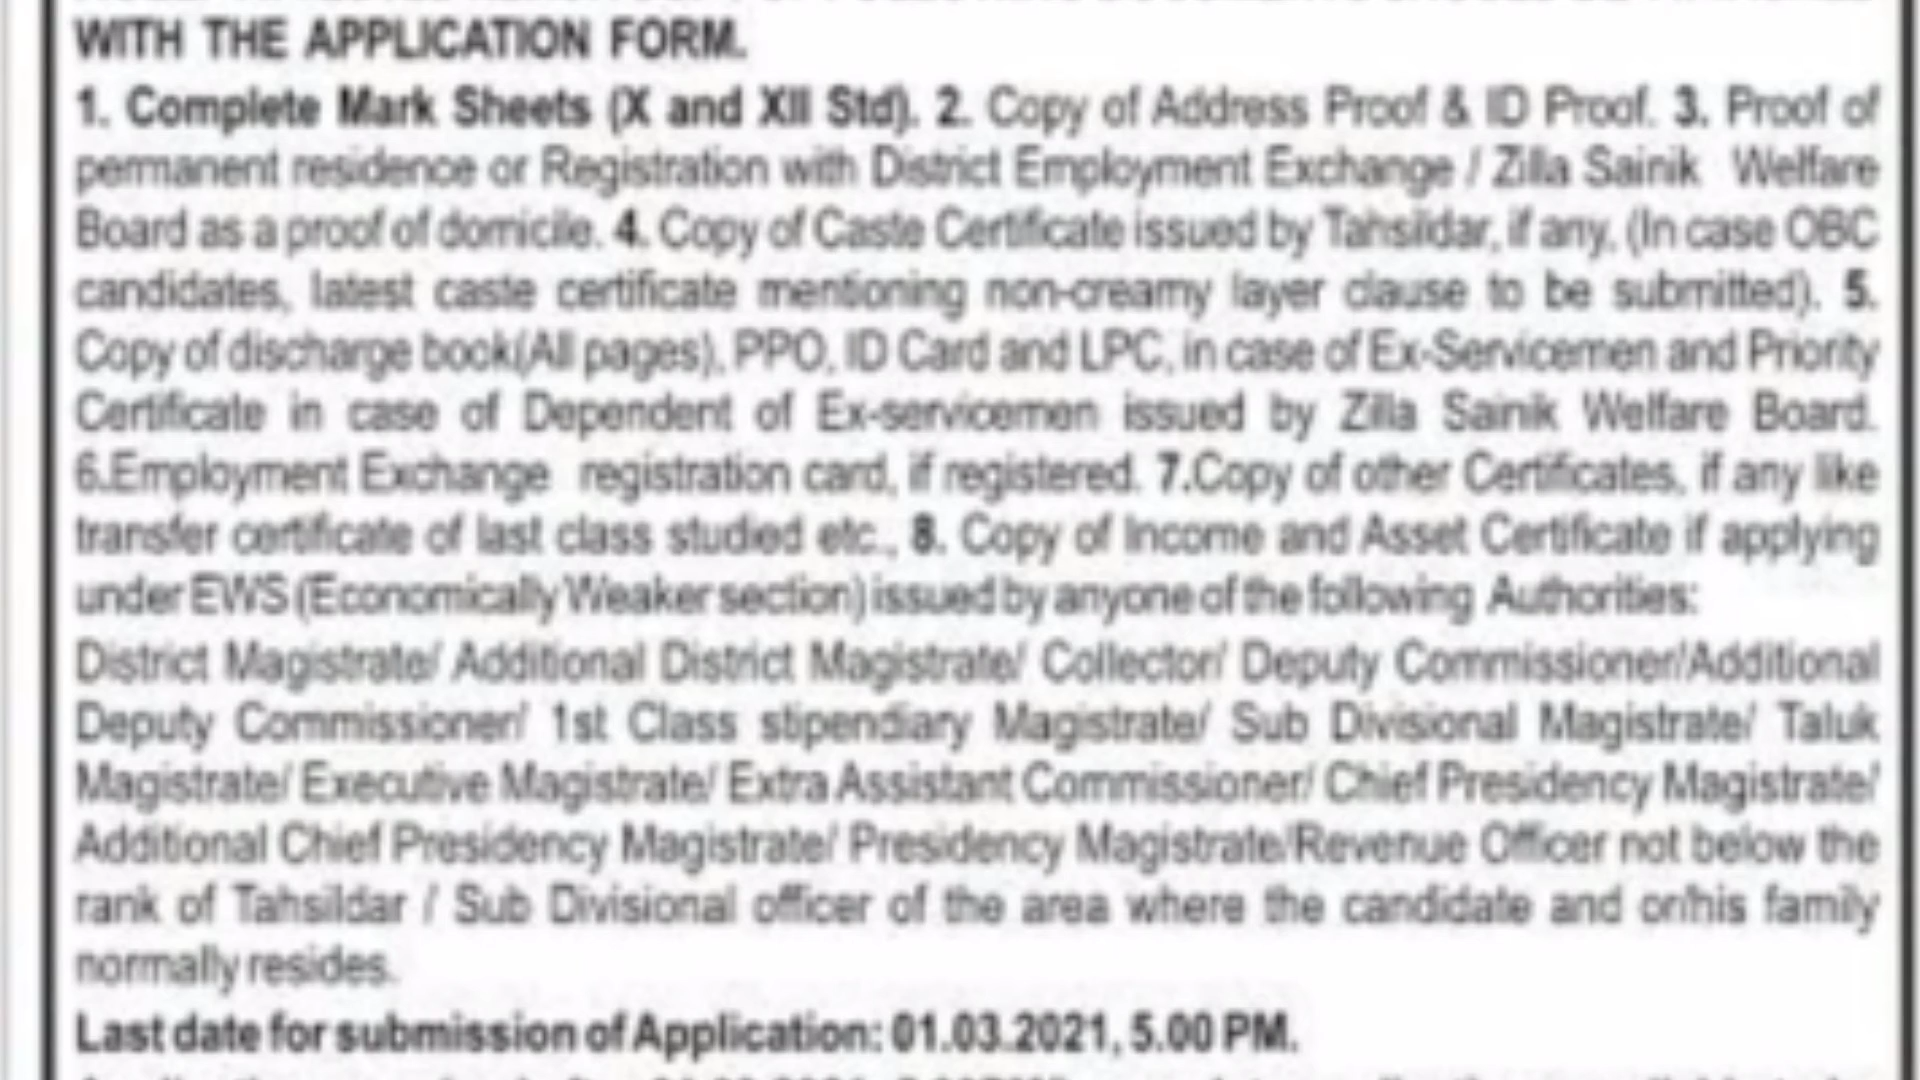 WITH THE APPLICATION FORM.
1. Complete Mark Sheets (X and XII Std). 2. Copy of Address Proof & ID Proof. 3. Proof of
permanent residence or Registration with District Employment Exchange / Zilla Sainik Welfare
Board as a proof of domicile. 4. Copy of Caste Certificate issued by Tahsildar, if any, (In case OBC
candidates, latest caste certificate mentioning non-creamy layer clause to be submitted). 5.
Copy of discharge book(All pages), PPO, ID Card and LPC, in case of Ex-Servicemen and Priority
Certificate in case of Dependent of Ex-servicemen issued by Zilla Sainik Welfare Board.
6.Employment Exchange registration card, if registered. 7.Copy of other Certificates, if any like
transfer certificate of last class studied etc., 8. Copy of Income and Asset Certificate if applying
under EWS (Economically Weaker section) issued by anyone of the following Authorities:
District Magistrate/ Additional District Magistrate/ Collector/ Deputy Commissioner/Additional
Deputy Commissioner/ 1st Class stipendiary Magistrate/ Sub Divisional Magistrate/ Taluk
Magistrate/ Executive Magistrate/ Extra Assistant Commissioner/ Chief Presidency Magistrate/
Additional Chief Presidency Magistrate/ Presidency Magistrate/Revenue Officer not below the
rank of Tahsildar / Sub Divisional officer of the area where the candidate and or/his family
normally resides.
Last date for submission of Application: 01.03.2021, 5.00 PM.